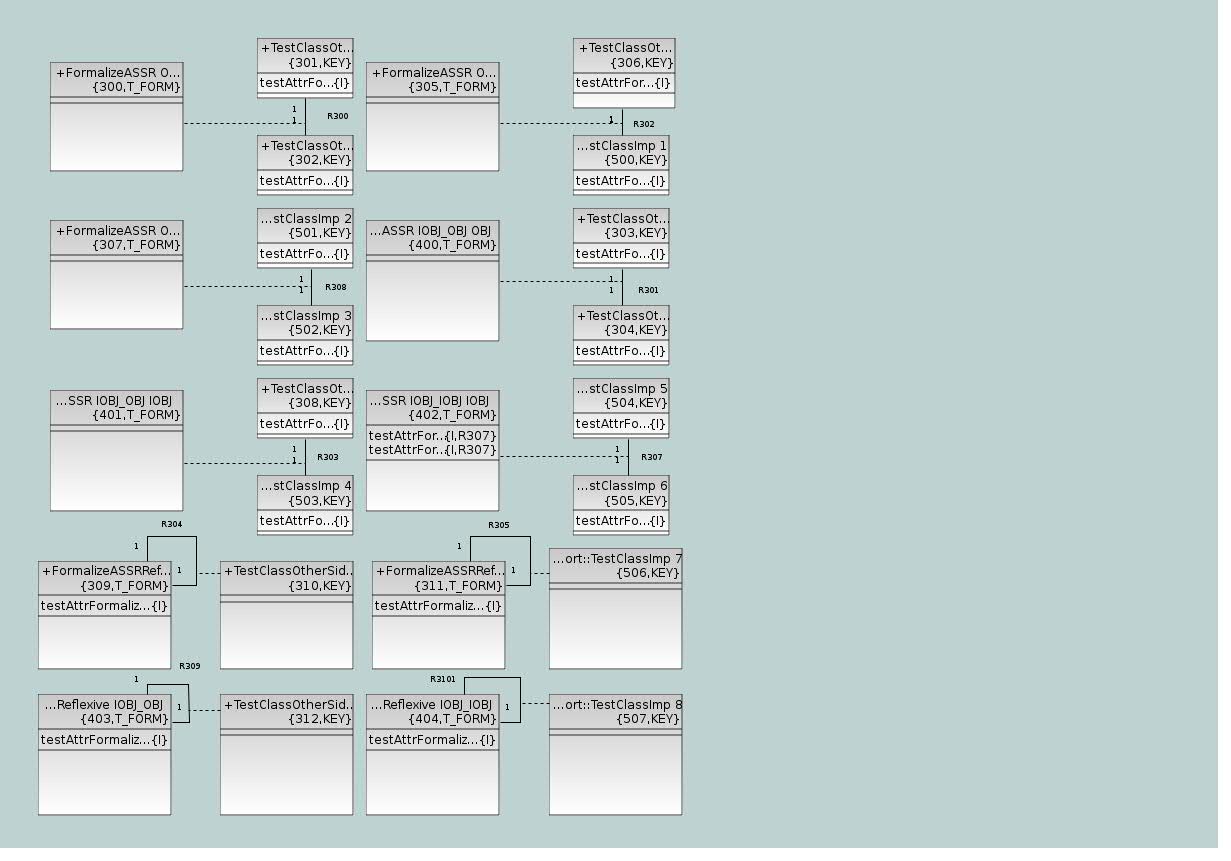 +FormalizeASSR O...
{300,T_FORM}
+TestClassOt...
{301,KEY}
testAttrFo...{I}
1
1
R300
+TestClassOt...
{302,KEY}
testAttrFo...{I}
+FormalizeASSR O...
{305,T_FORM}
+TestClassOt...
{306,KEY}
testAttrFor...{I}
1
R302
...stClassImp 1
{500,KEY}
testAttrFo...{I}
+FormalizeASSR O...
{307,T_FORM}
...stClassImp 2
{501,KEY}
testAttrFo...{I}
1
1
R308
...stClassImp 3
{502,KEY}
testAttrFo...{I}
...ASSR IOBJ_OBJ OBJ
{400,T_FORM}
+TestClassOt...
{303,KEY}
testAttrFo...{I}
1
1
R301
+TestClassOt...
{304,KEY}
testAttrFo...{I}
...SSR IOBJ_OBJ IOBJ
{401,T_FORM}
+TestClassOt...
{308,KEY}
testAttrFo...{I}
1
1
R303
...stClassImp 4
{503,KEY}
testAttrFo...{I}
...SSR IOBJ_IOBJ IOBJ
{402,T_FORM}
testAttrFor...{I,R307}
testAttrFor...{I,R307}
...stClassImp 5
{504,KEY}
testAttrFo...{I}
1
1
R307
...stClassImp 6
{505,KEY}
testAttrFo...{I}
R304
1
+FormalizeASSRRef...
{309,T_FORM}
testAttrFormaliz...{I}
1
+TestClassOtherSid...
{310,KEY}
R305
1
+FormalizeASSRRef...
{311,T_FORM}
testAttrFormaliz...{I}
1
...ort::TestClassImp 7
{506,KEY}
R309
1
...Reflexive IOBJ_OBJ
{403,T_FORM}
testAttrFormaliz...{I}
1
+TestClassOtherSid...
{312,KEY}
R3101
...Reflexive IOBJ_IOBJ
{404,T_FORM}
testAttrFormaliz...{I}
1
...ort::TestClassImp 8
{507,KEY}